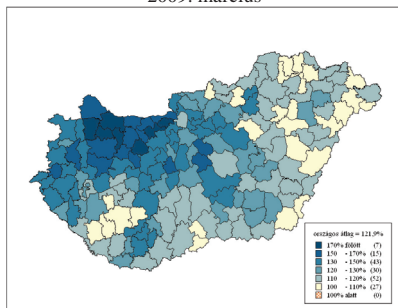 2009. március
országos átlag = 121,9%
170% fölött (7)
150 - 170% (15)
130 - 150% (43)
120 - 130% (30)
110 - 120% (52)
100 - 110% (27)
100% alatt (0)